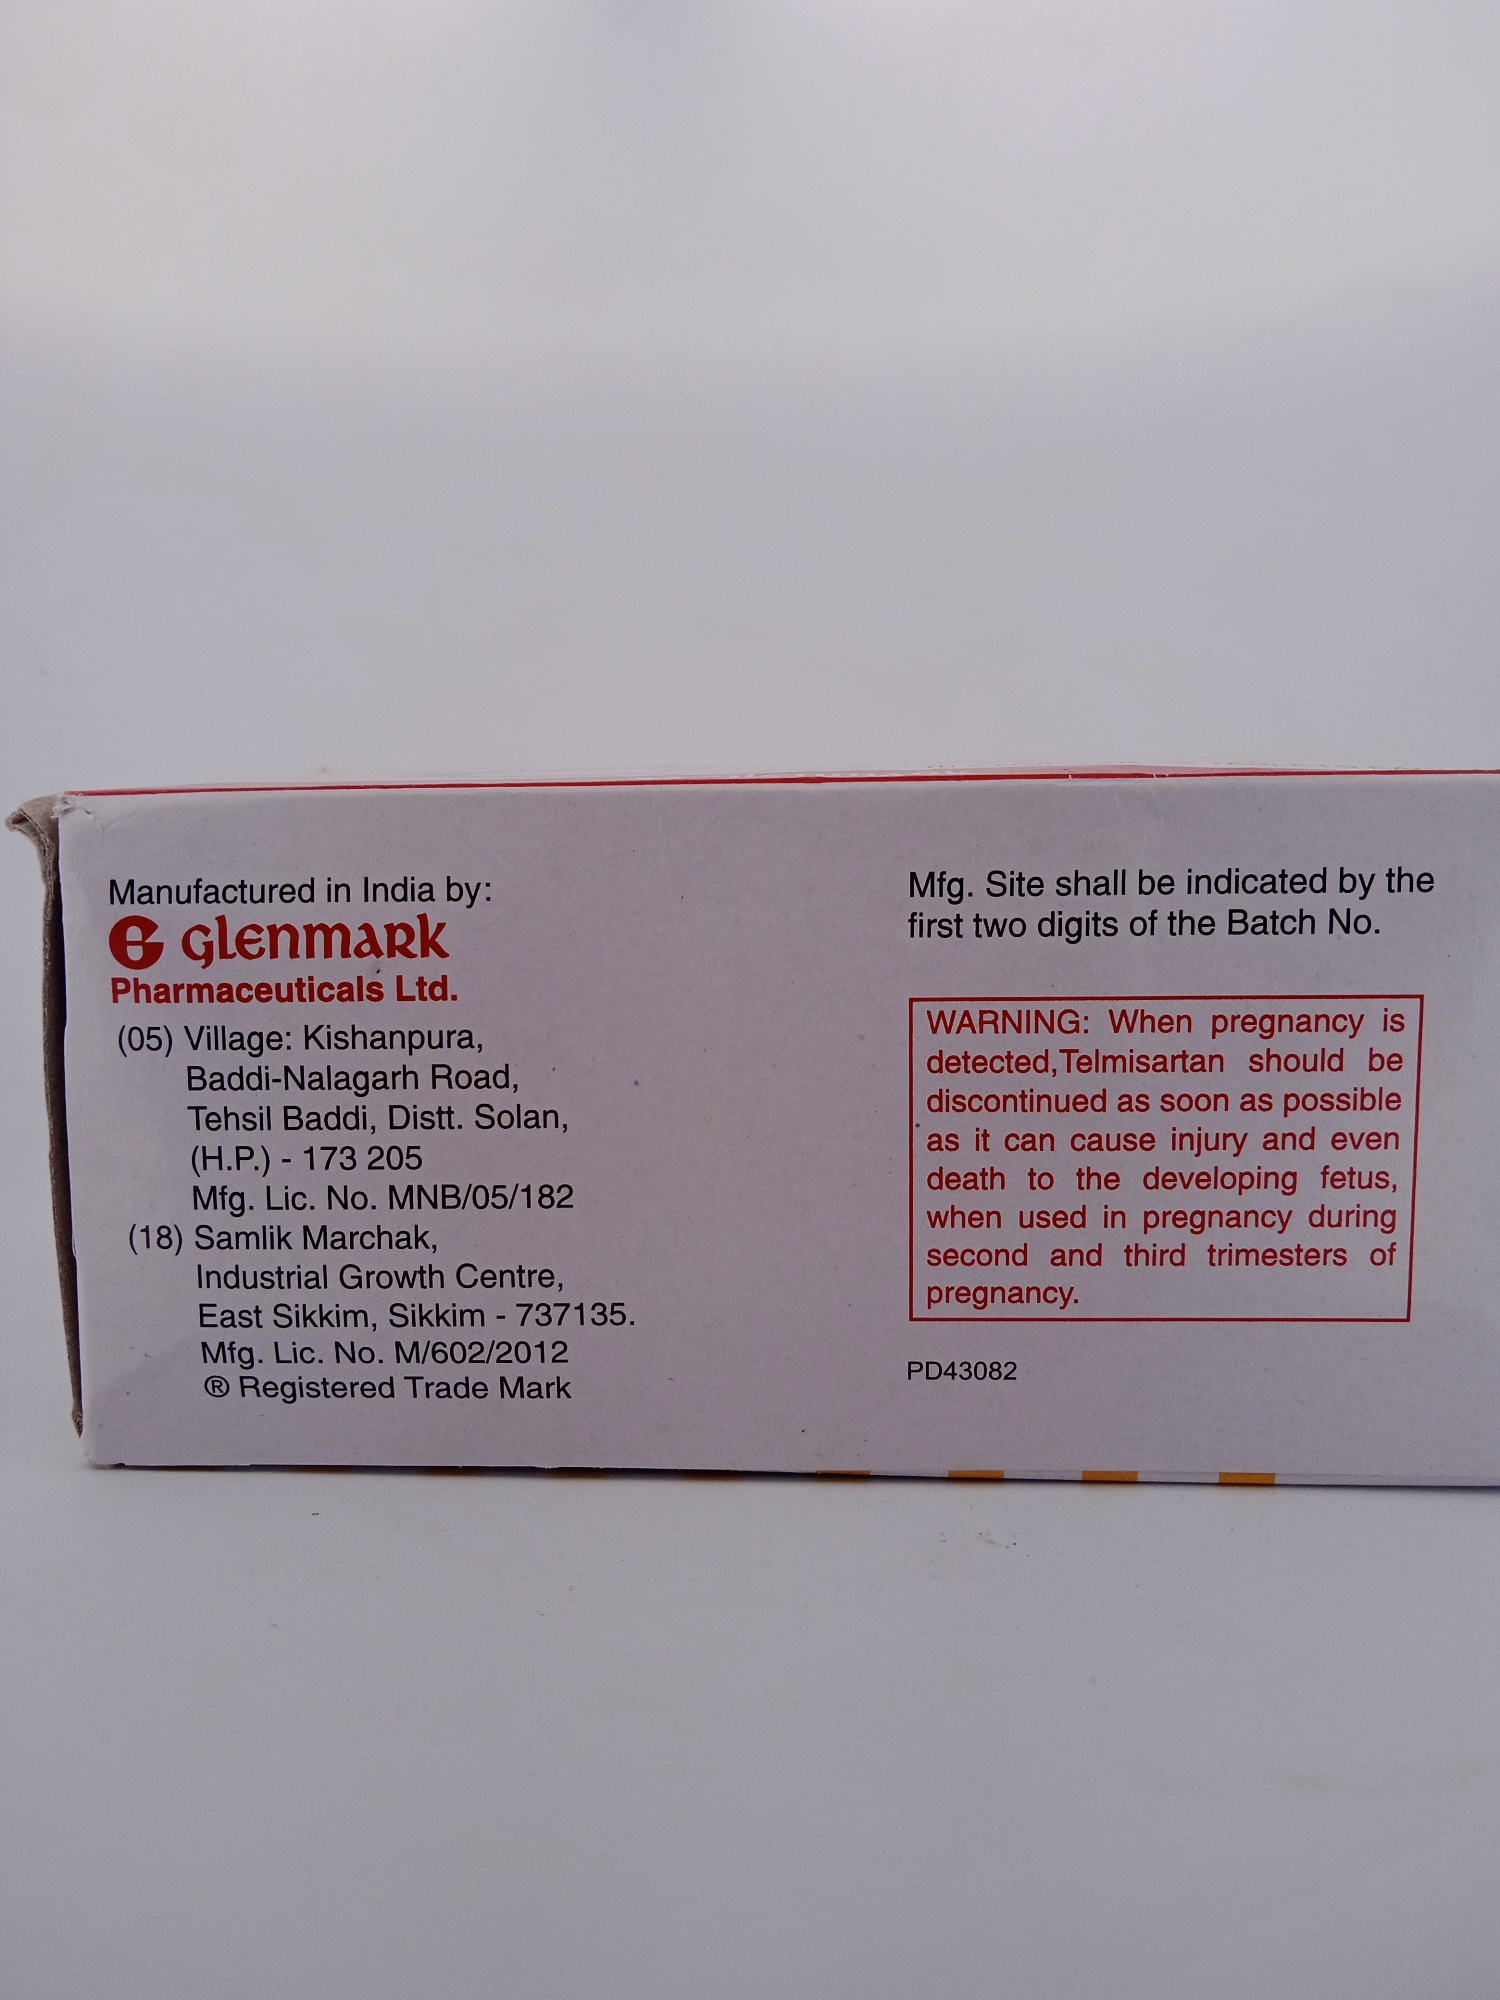 Manufactured in India by:
glenmark
Pharmaceuticals Ltd.
(05) Village: Kishanpura,
Baddi-Nalagarh Road,
Tehsil Baddi, Distt. Solan,
(H.P.) - 173 205
Mfg. Lic. No. MNB/05/182
(18) Samlik Marchak,
Industrial Growth Centre,
East Sikkim, Sikkim - 737135.
Mfg. Lic. No. M/602/2012
® Registered Trade Mark
Mfg. Site shall be indicated by the
first two digits of the Batch No.
WARNING: When pregnancy is
detected,Telmisartan should be
discontinued as soon as possible
as it can cause injury and even
death to the developing fetus,
when used in pregnancy during
second and third trimesters of
pregnancy.
PD43082